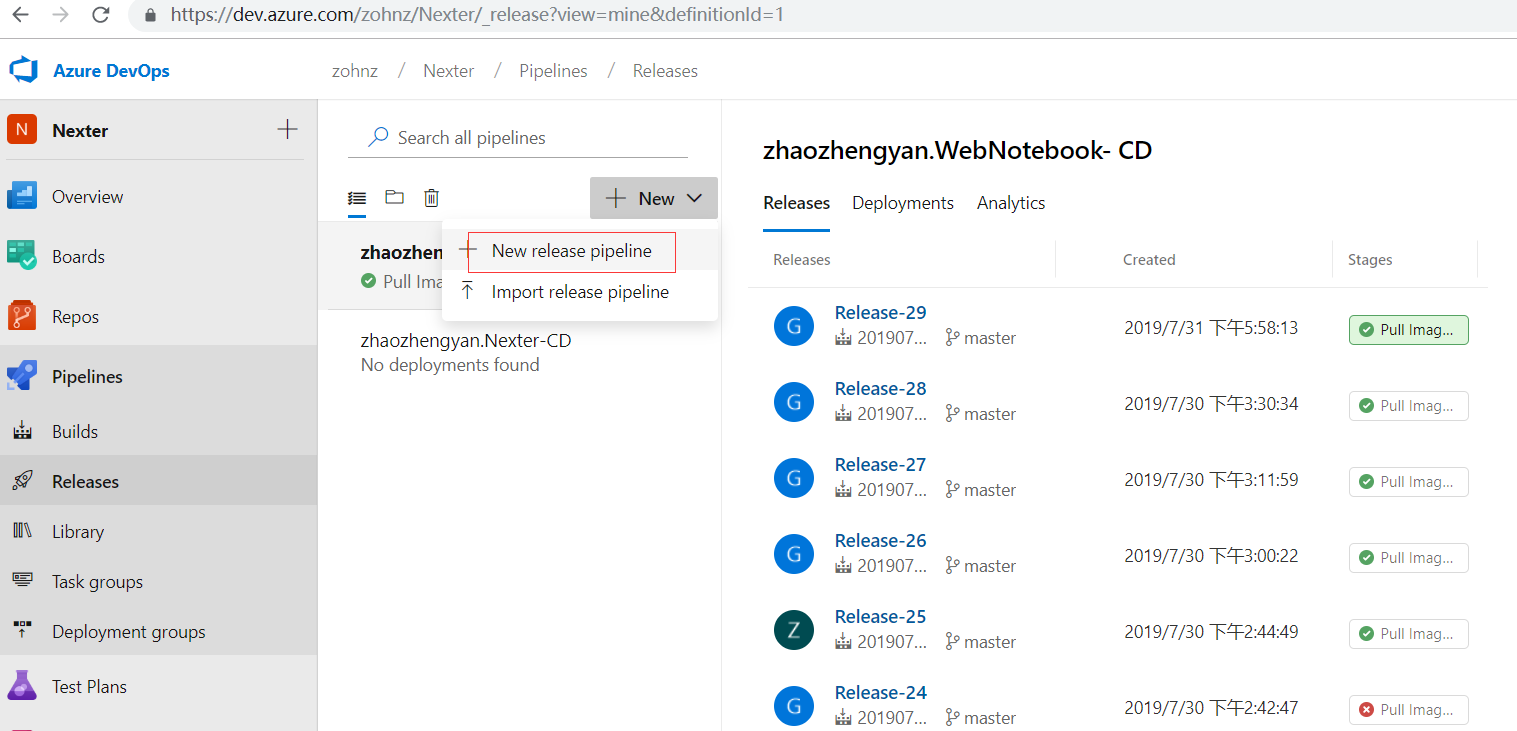 https://dev.azure.com/zohnz/Nexter/_release?view=mine&definitionId=1
Azure DevOps
zohnz / Nexter / Pipelines / Releases
N Nexter
Overview
Boards
Repos
Pipelines
Builds
Releases
Library
Task groups
Deployment groups
Test Plans
Search all pipelines
New
New release pipeline
Import release pipeline
zhaozhen
Pull Ima
zhaozhengyan.Nexter-CD
No deployments found
zhaozhengyan.WebNotebook- CD
Releases Deployments Analytics
Releases Created Stages
G Release-29 2019/7/31 下午5:58:13 Pull Imag...
201907... master
G Release-28 2019/7/30 下午3:30:34 Pull Imag...
201907... master
G Release-27 2019/7/30 下午3:11:59 Pull Imag...
201907... master
G Release-26 2019/7/30 下午3:00:22 Pull Imag...
201907... master
Z Release-25 2019/7/30 下午2:44:49 Pull Imag...
201907... master
G Release-24 2019/7/30 下午2:42:47 Pull Imag...
201907... master